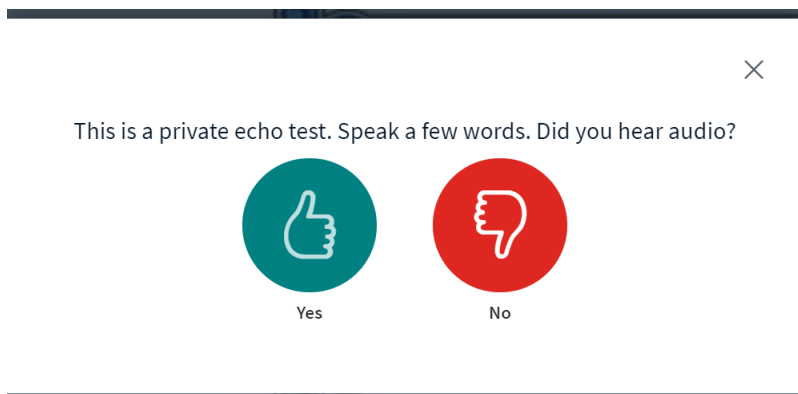 This is a private echo test. Speak a few words. Did you hear audio?
Yes
No